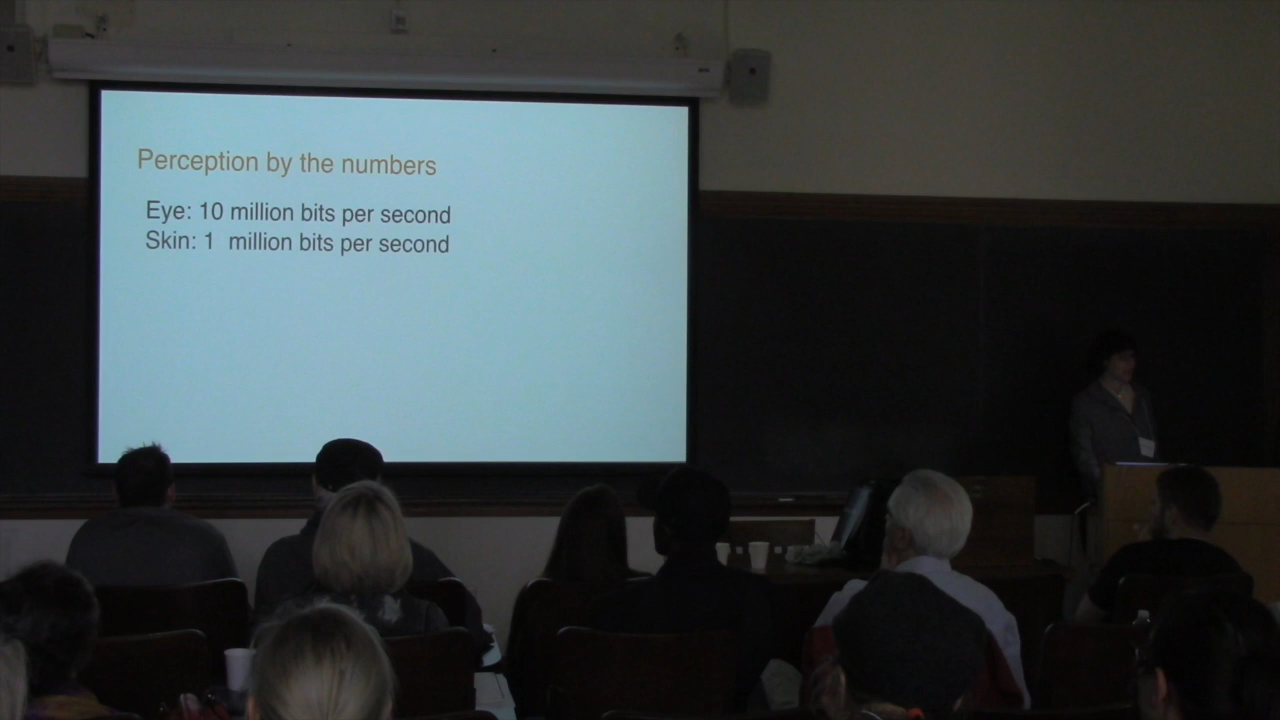 Perception by the numbers
Eye: 10 million bits per second
Skin: 1 million bits per second